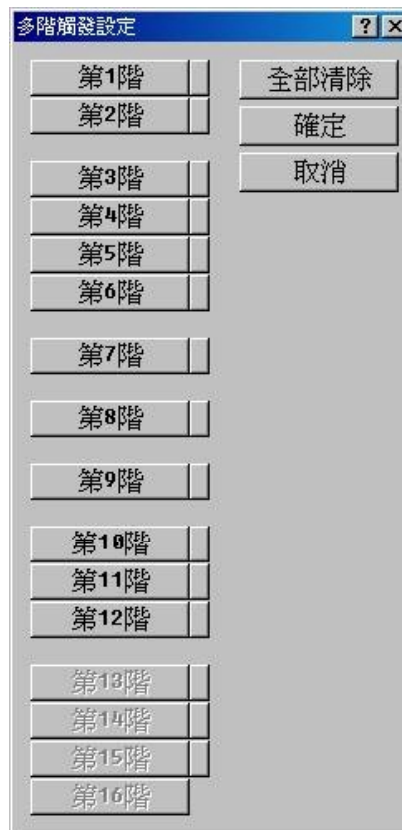 多階觸發設定
第1階
第2階
第3階
第4階
第5階
第6階
第7階
第8階
第9階
第10階
第11階
第12階
第13階
第14階
第15階
第16階
全部清除
確定
取消